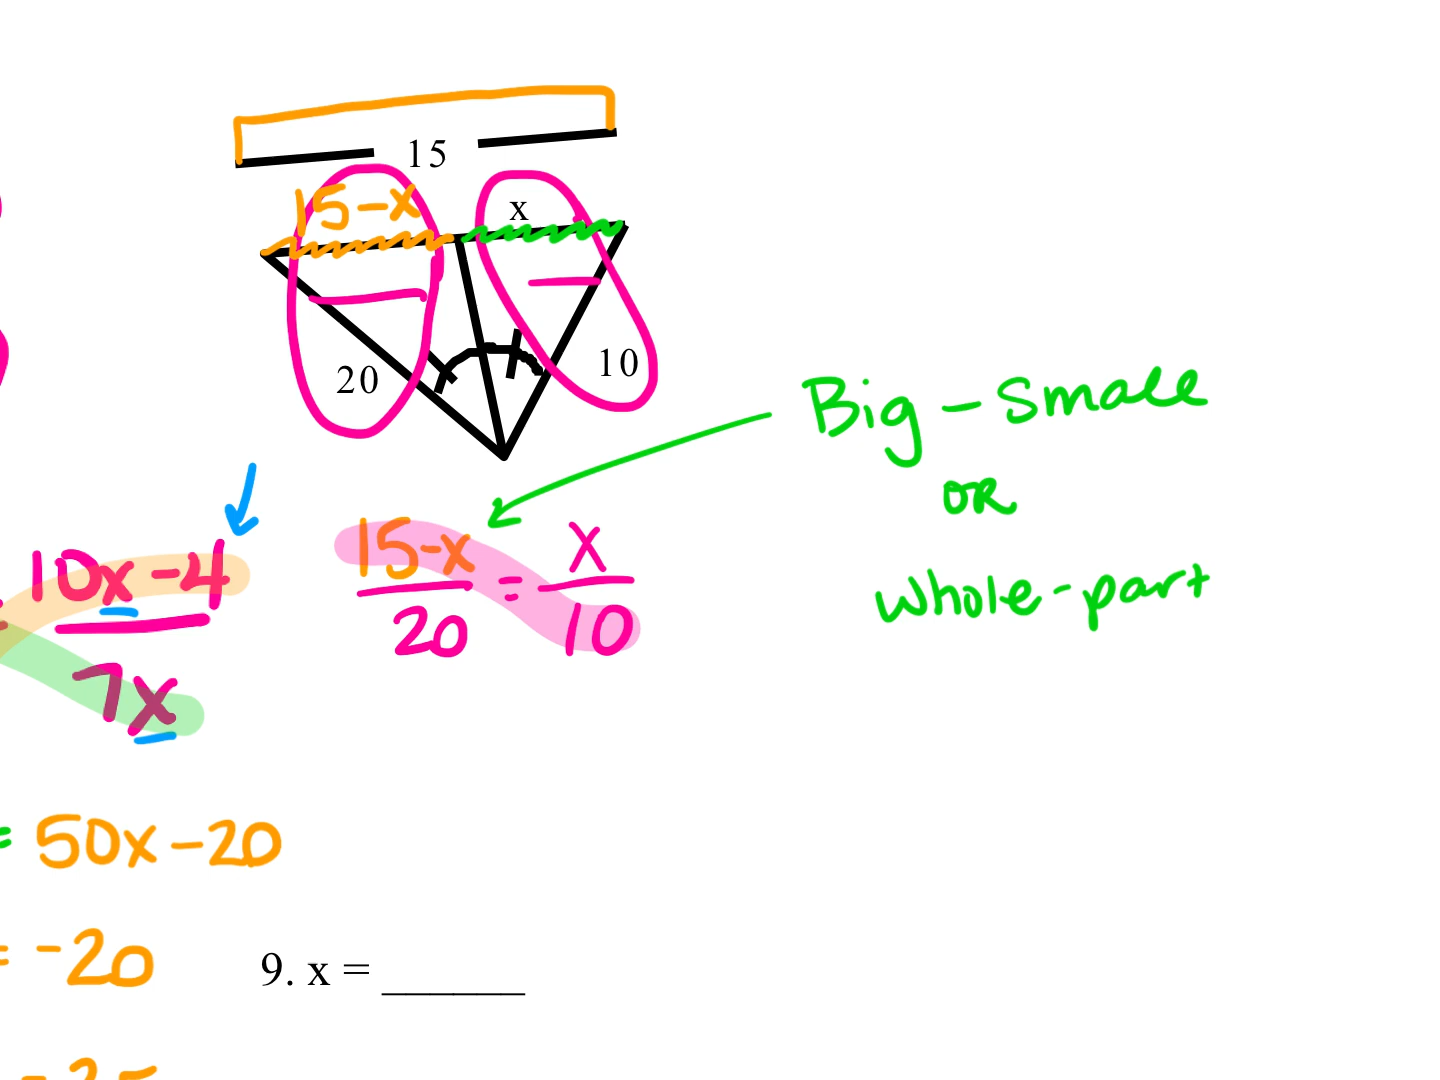 15
15-x
x
20
10
Big-Small
OR
Whole-part
10x-4
7x
15-x = x
20 10
= 50x-20
= -20
9. x = ______